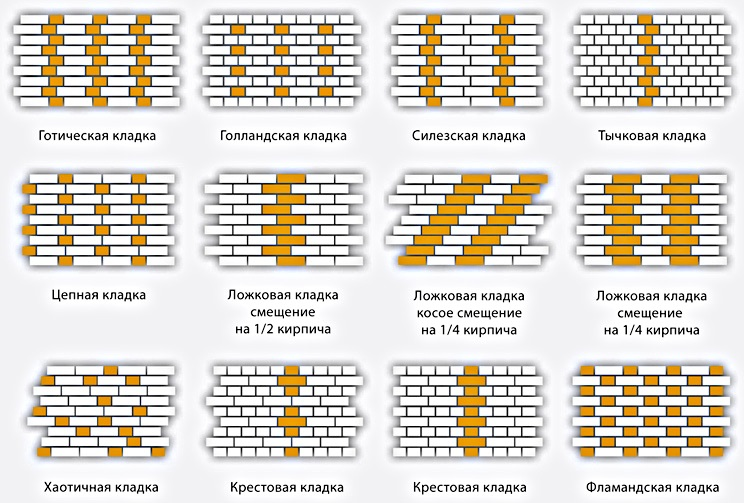 Готическая кладка
Голландская кладка
Силезская кладка
Тычковая кладка
Цепная кладка
Ложковая кладка
смещение
на 1/2 кирпича
Ложковая кладка
косое смещение
на 1/4 кирпича
Ложковая кладка
смещение
на 1/4 кирпича
Хаотичная кладка
Крестовая кладка
Крестовая кладка
Фламандская кладка